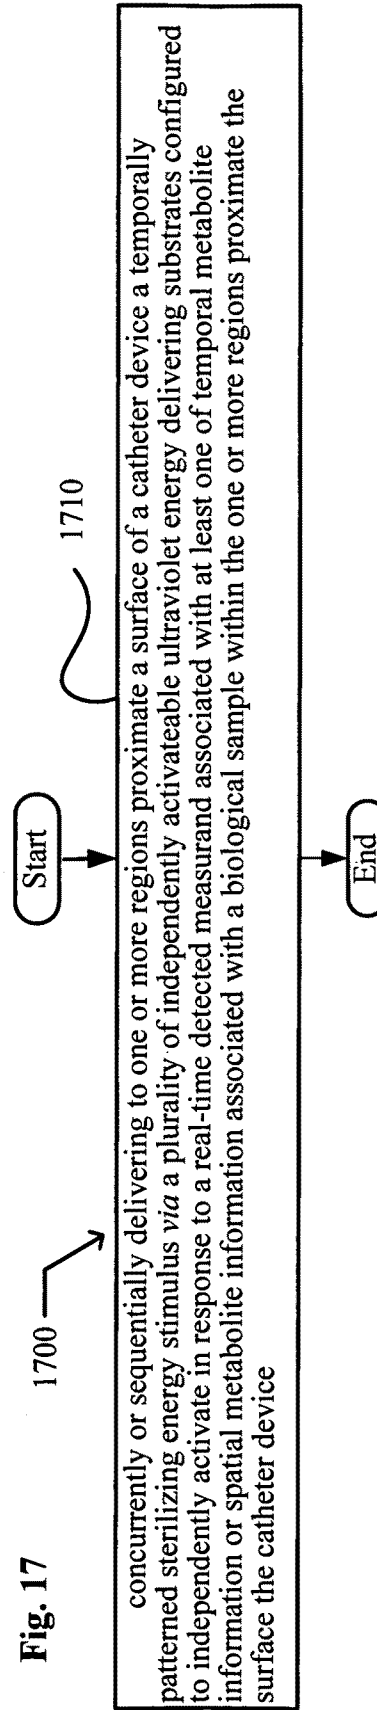 Fig. 17
1700
Start
1710
concurrently or sequentially delivering to one or more regions proximate a surface of a catheter device a temporally
patterned sterilizing energy stimulus via a plurality of independently activateable ultraviolet energy delivering substrates configured
to independently activate in response to a real-time detected measurand associated with at least one of temporal metabolite
information or spatial metabolite information associated with a biological sample within the one or more regions proximate the
surface the catheter device
End